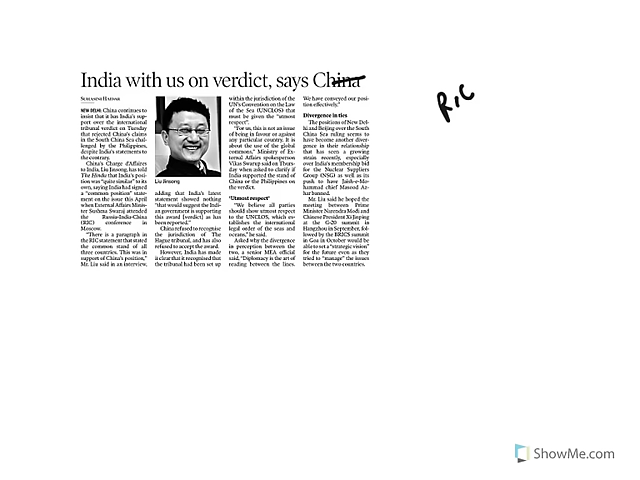 India with us on verdict, says China
SUHASINI HAIDAR
NEW DELHI: China continues to
insist that it has India's sup-
port over the international
tribunal verdict on Tuesday
that rejected China's claims
in the South China Sea chal-
lenged by the Philippines,
despite India's statements to
the contrary.
China's Charge d'Affaires
to India, Liu Jinsong, has told
The Hindu that India's posi-
tion was "quite similar" to its
own, saying India had signed
a "common position" state-
ment on the issue this April
when External Affairs Minis-
ter Sushma Swaraj attended
the Russia-India-China
(RIC) conference in
Moscow.
"There is a paragraph in
the RIC statement that stated
the common stand of all
three countries. This was in
support of China's position,"
Mr. Liu said in an interview,
Liu Jinsong.
adding that India's latest
statement showed nothing
"that would suggest the Indi-
an government is supporting
this award [verdict] as has
been reported."
China refused to recognise
the jurisdiction of The
Hague tribunal, and has also
refused to accept the award.
However, India has made
it clear that it recognised that
the tribunal had been set up
within the jurisdiction of the
UN's Convention on the Law
of the Sea (UNCLOS) that
must be given the "utmost
respect".
"For us, this is not an issue
of being in favour or against
any particular country. It is
about the use of the global
commons," Ministry of Ex-
ternal Affairs spokesperson
Vikas Swarup said on Thurs-
day when asked to clarify if
India supported the stand of
China or the Philippines on
the verdict.
'Utmost respect'
"We believe all parties
should show utmost respect
to the UNCLOS, which es-
tablishes the international
legal order of the seas and
oceans," he said.
Asked why the divergence
in perception between the
two, a senior MEA official
said, "Diplomacy is the art of
reading between the lines.
We have conveyed our posi-
tion effectively."
Divergence in ties
The positions of New Del-
hi and Beijing over the South
China Sea ruling seems to
have become another diver-
gence in their relationship
that has seen a growing
strain recently, especially
over India's membership bid
for the Nuclear Suppliers
Group (NSG) as well as its
push to have Jaish-e-Mo-
hammad chief Masood Az-
har banned.
Mr. Liu said he hoped the
meeting between Prime
Minister Narendra Modi and
Chinese President Xi Jinping
at the G-20 summit in
Hangzhou in September, fol-
lowed by the BRICS summit
in Goa in October would be
able to set a "strategic vision"
for the future even as they
tried to "manage" the issues
between the two countries.
RIC
ShowMe.com